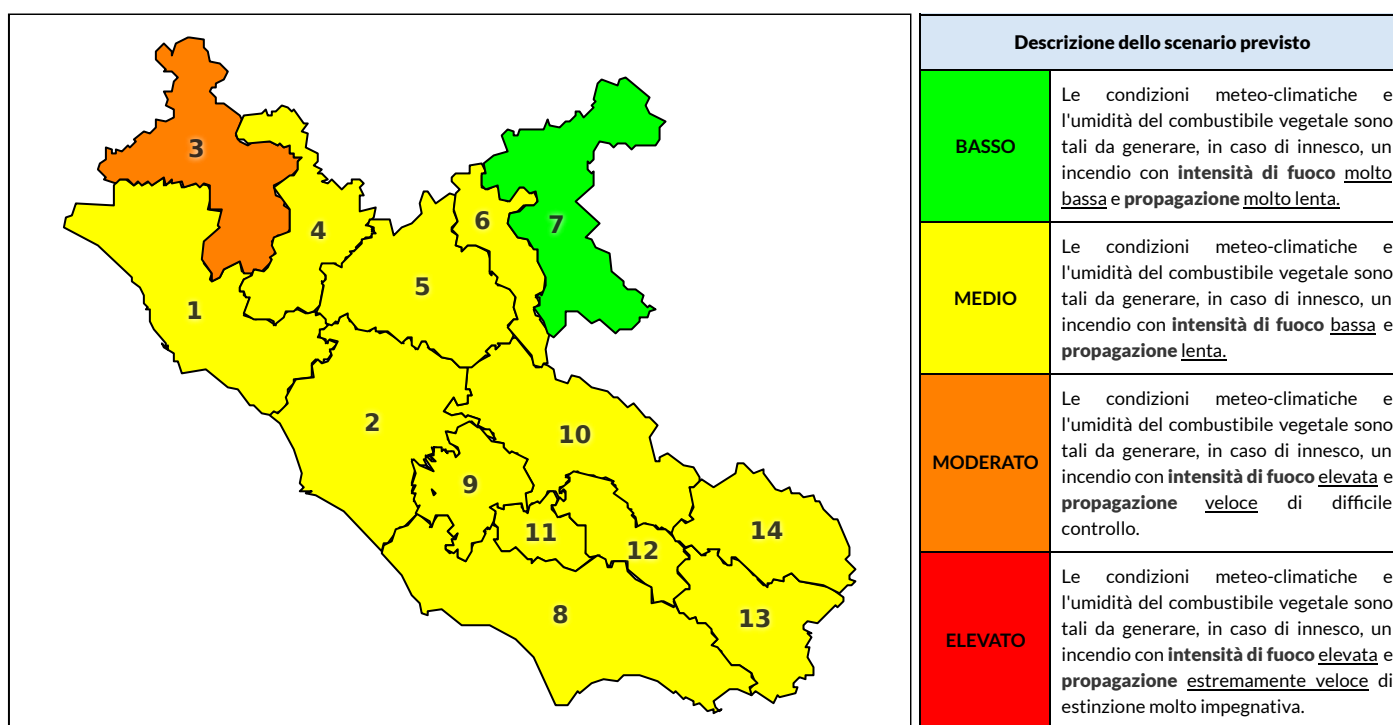 3
4
6
7
5
1
2
10
9
11
12
14
8
13
Descrizione dello scenario previsto
BASSO
Le condizioni meteo-climatiche e
l'umidità del combustibile vegetale sono
tali da generare, in caso di innesco, un
incendio con intensità di fuoco molto
bassa e propagazione molto lenta.
MEDIO
Le condizioni meteo-climatiche e
l'umidità del combustibile vegetale sono
tali da generare, in caso di innesco, un
incendio con intensità di fuoco bassa e
propagazione lenta.
MODERATO
Le condizioni meteo-climatiche e
l'umidità del combustibile vegetale sono
tali da generare, in caso di innesco, un
incendio con intensità di fuoco elevata e
propagazione veloce di difficile
controllo.
ELEVATO
Le condizioni meteo-climatiche e
l'umidità del combustibile vegetale sono
tali da generare, in caso di innesco, un
incendio con intensità di fuoco elevata e
propagazione estremamente veloce di
estinzione molto impegnativa.